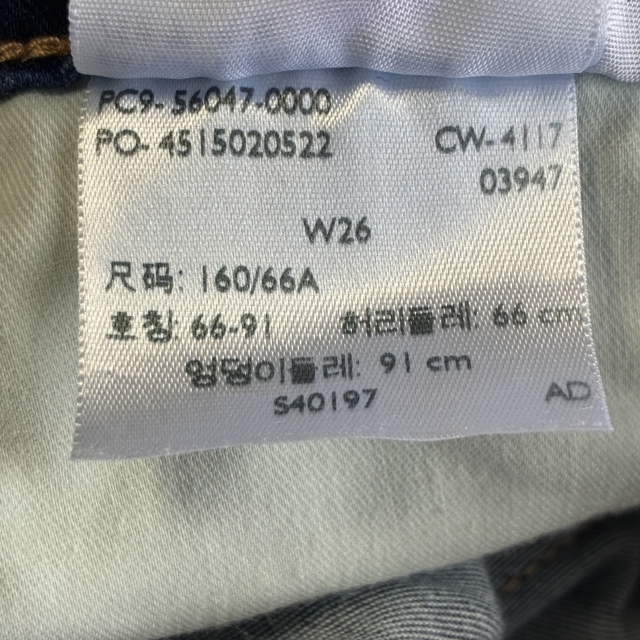 PC9- 56047-0000
PO- 4515020522 CW- 4117
03947
W26
尺码: 160/66A
호칭: 66-91 허리둘레: 66 cm
엉덩이둘레: 91 cm
S40197 AD